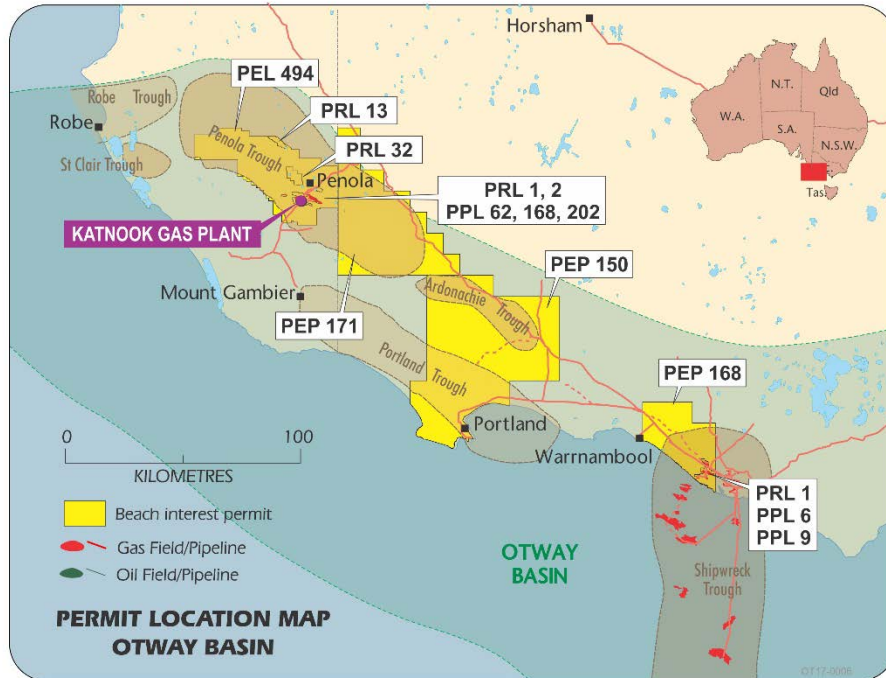 Horsham
PEL 494
PRL 13
PRL 32
Robe
Trough
Robe
St Clair Trough
Penola Trough
Penola
PRL 1, 2
PPL 62, 168, 202
KATNOOK GAS PLANT
Mount Gambier
PEP 171
Ardonachie
Trough
PEP 150
Portland
Trough
PEP 168
Portland
Warrnambool
PRL 1
PPL 6
PPL 9
Shipwreck
Trough
OTWAY
BASIN
W.A.
N.T.
Qld
S.A.
N.S.W.
Tas.
0
100
KILOMETRES
Beach interest permit
Gas Field/Pipeline
Oil Field/Pipeline
PERMIT LOCATION MAP
OTWAY BASIN
OT17-0006